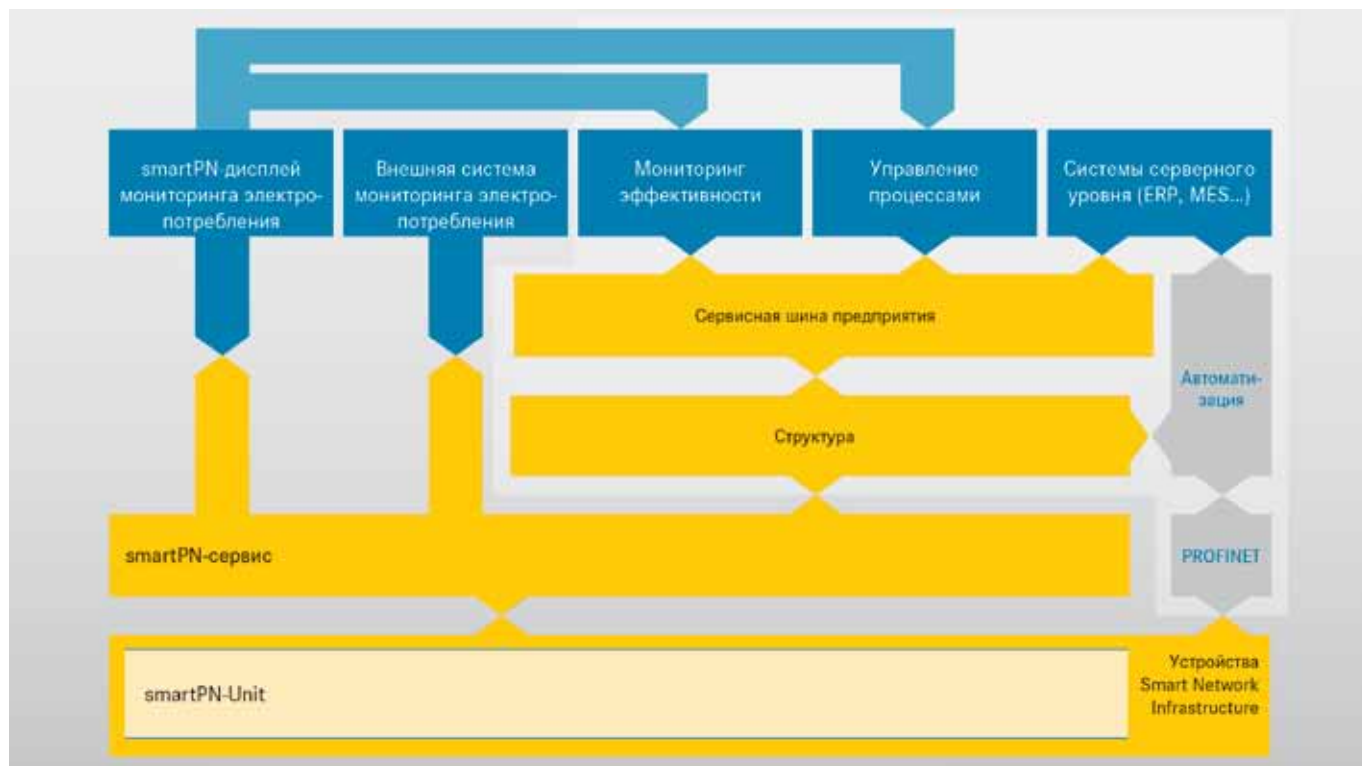 smartPN-дисплей
мониторинга электро-
потребления
Внешняя система
мониторинга электро-
потребления
Мониторинг
эффективности
Управление
процессами
Системы серверного
уровня (ERP, MES...)
Сервисная шина предприятия
Автомати-
зация
Структура
smartPN-сервис
PROFINET
smartPN-Unit
Устройства
Smart Network
Infrastructure